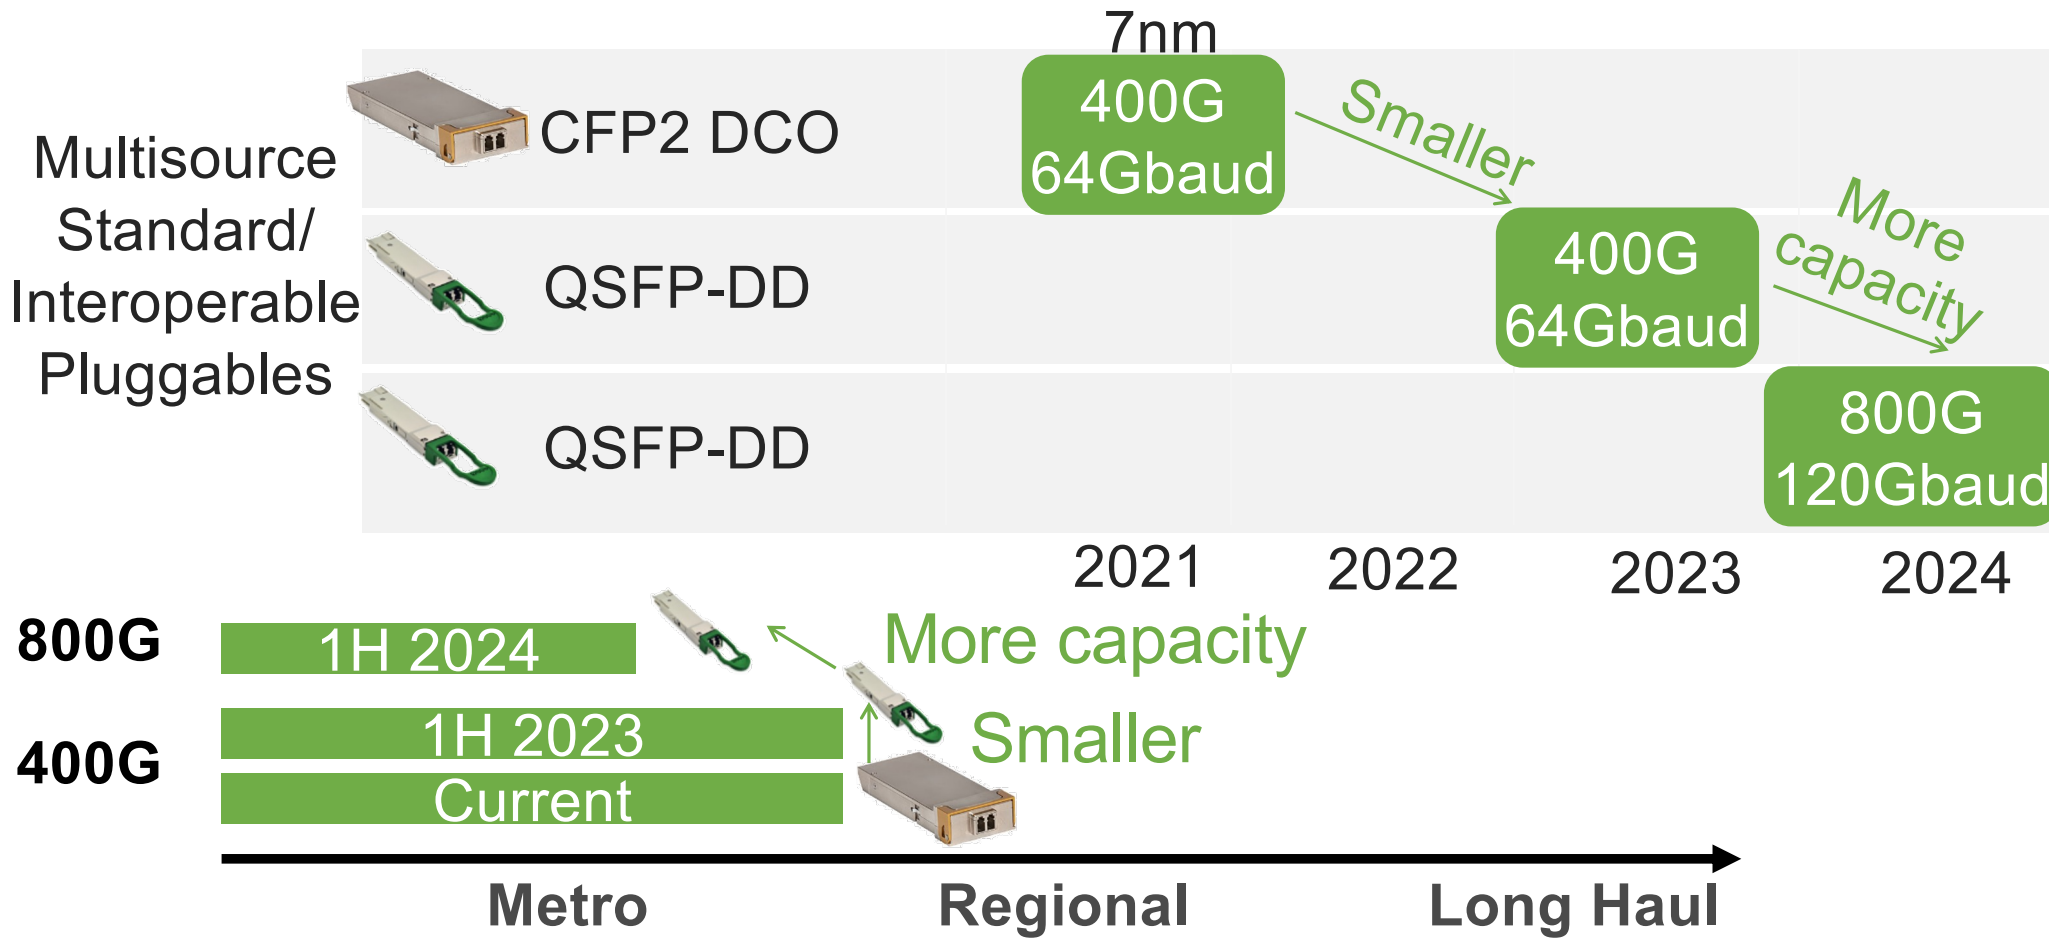 7nm
Multisource
Standard/
Interoperable
Pluggables
CFP2 DCO
400G
64Gbaud
Smaller
QSFP-DD
400G
64Gbaud
More
capacity
QSFP-DD
800G
120Gbaud
2021
2022
2023
2024
800G
1H 2024
More capacity
400G
1H 2023
Smaller
Current
Metro
Regional
Long Haul